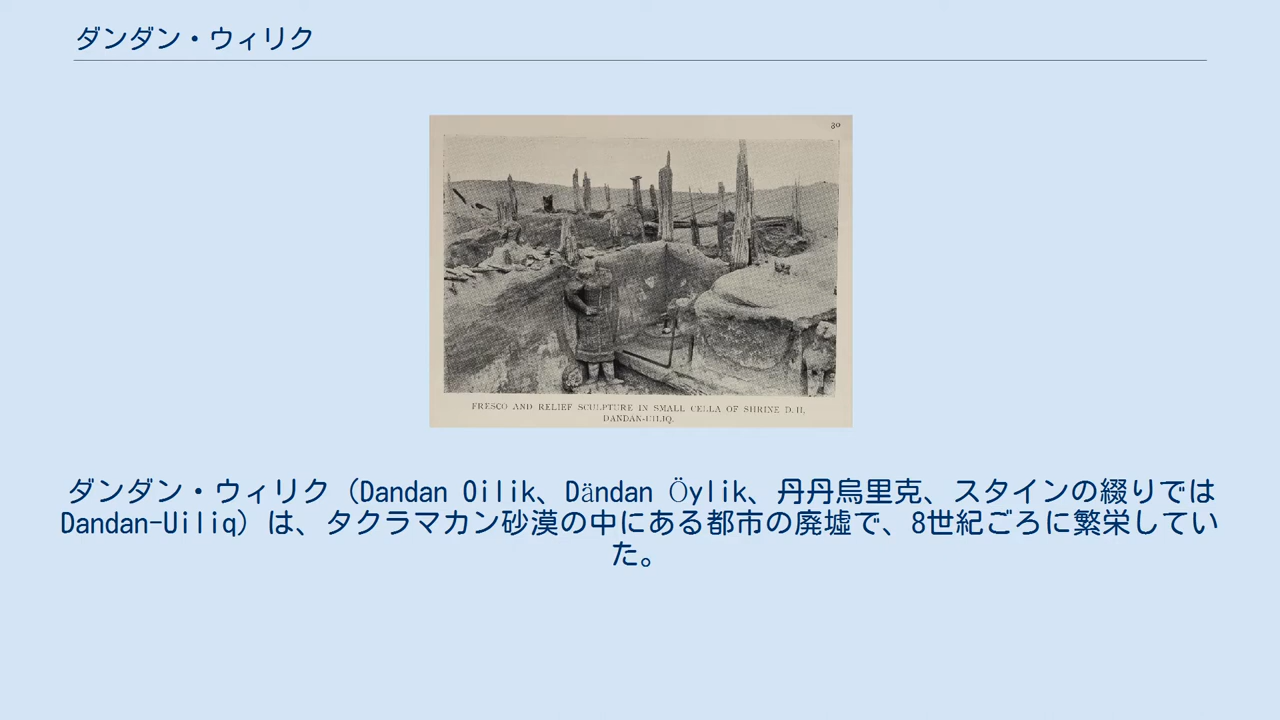 ダンダン・ウィリク
30
FRESCO AND RELIEF SCULPTURE IN SMALL CELLA OF SHRINE D. II,
DANDAN-UILIQ.
ダンダン・ウィリク（Dandan Oilik、Dändan Öylik、丹丹烏里克、スタインの綴りでは
Dandan-Uiliq）は、タクラマカン砂漠の中にある都市の廃墟で、8世紀ごろに繁栄してい
た。